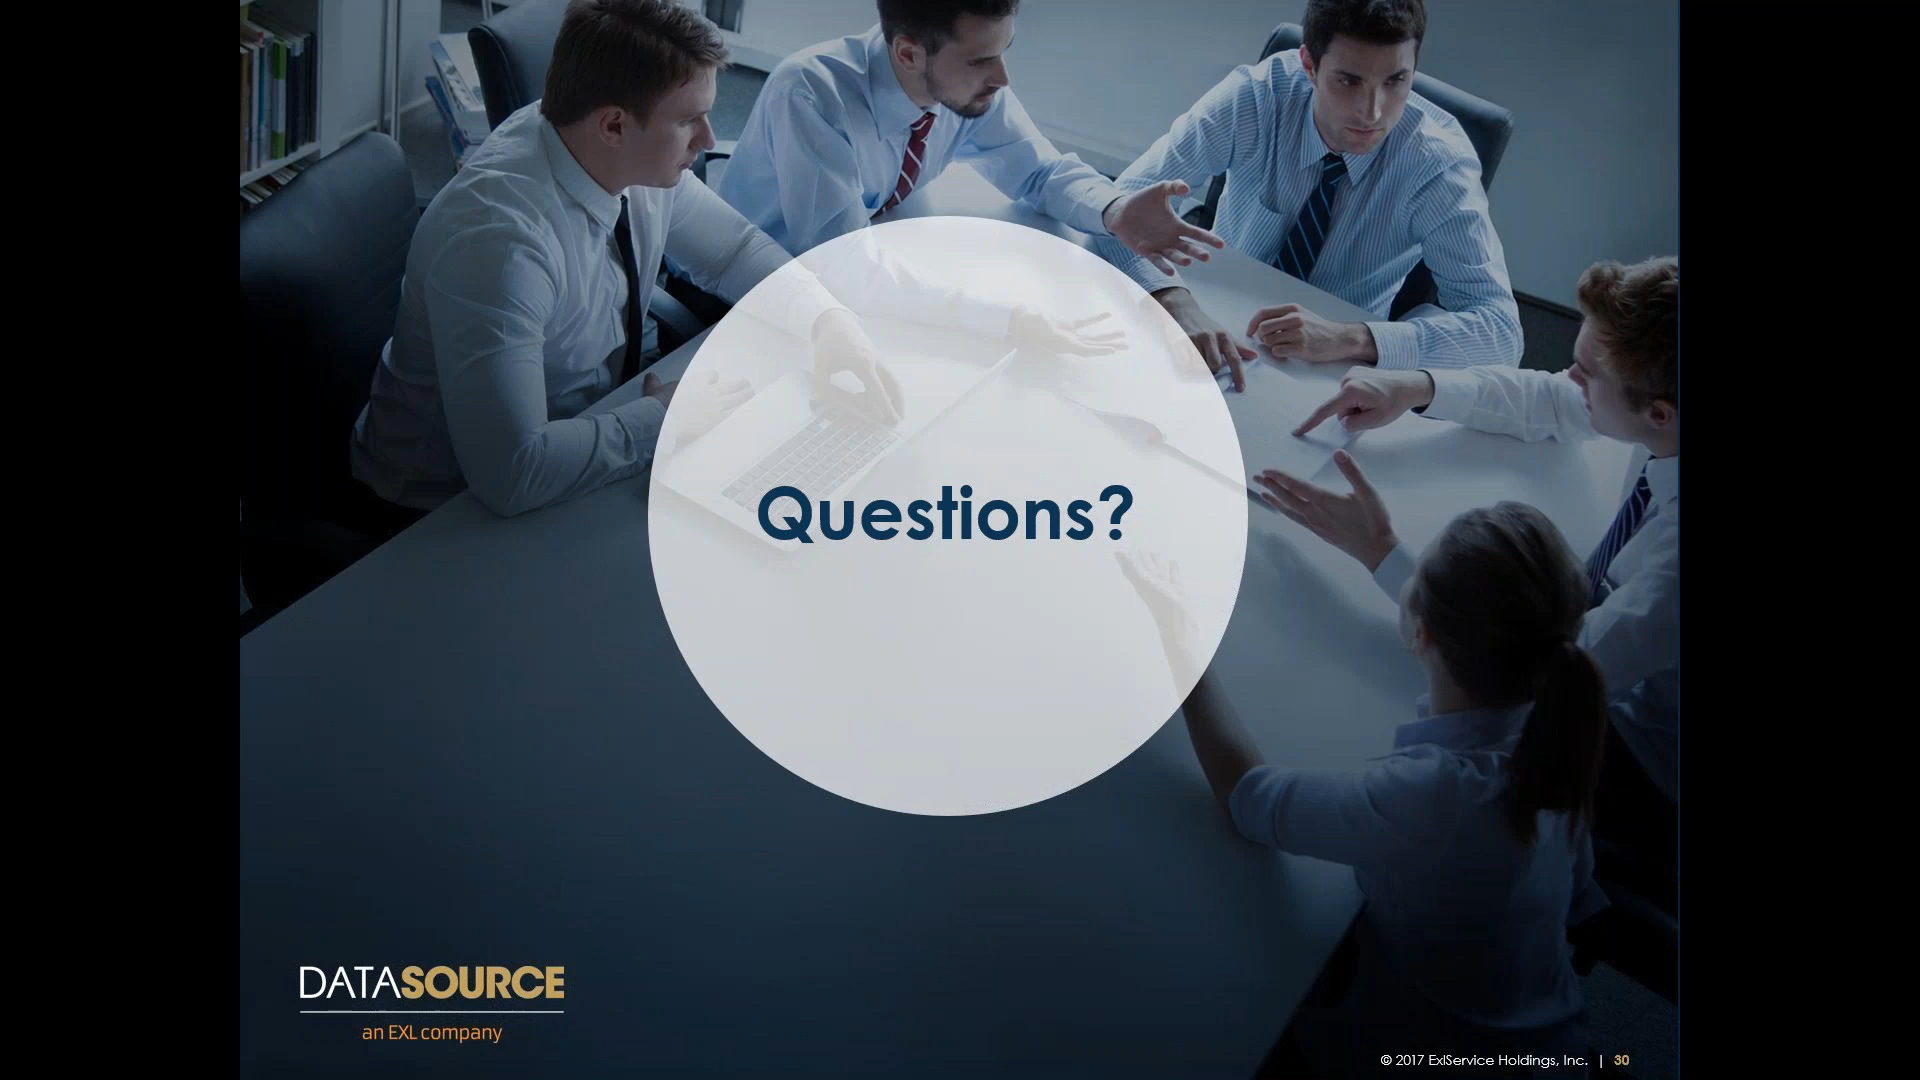 Questions?
DATASOURCE
an EXL company
© 2017 ExlService Holdings, Inc. | 30